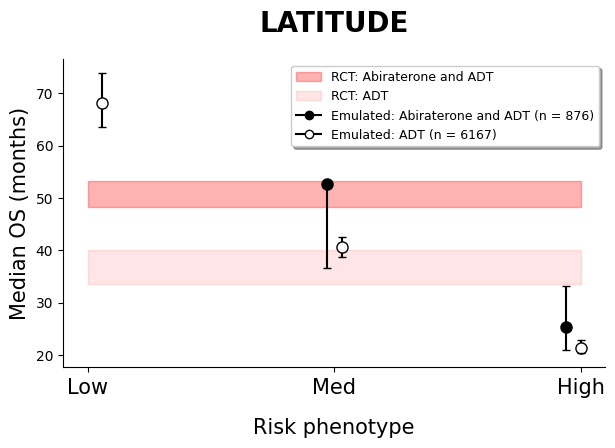 LATITUDE
RCT: Abiraterone and ADT
RCT: ADT
Emulated: Abiraterone and ADT (n = 876)
Emulated: ADT (n = 6167)
Median OS (months)
70
60
50
40
30
20
Low Med High
Risk phenotype